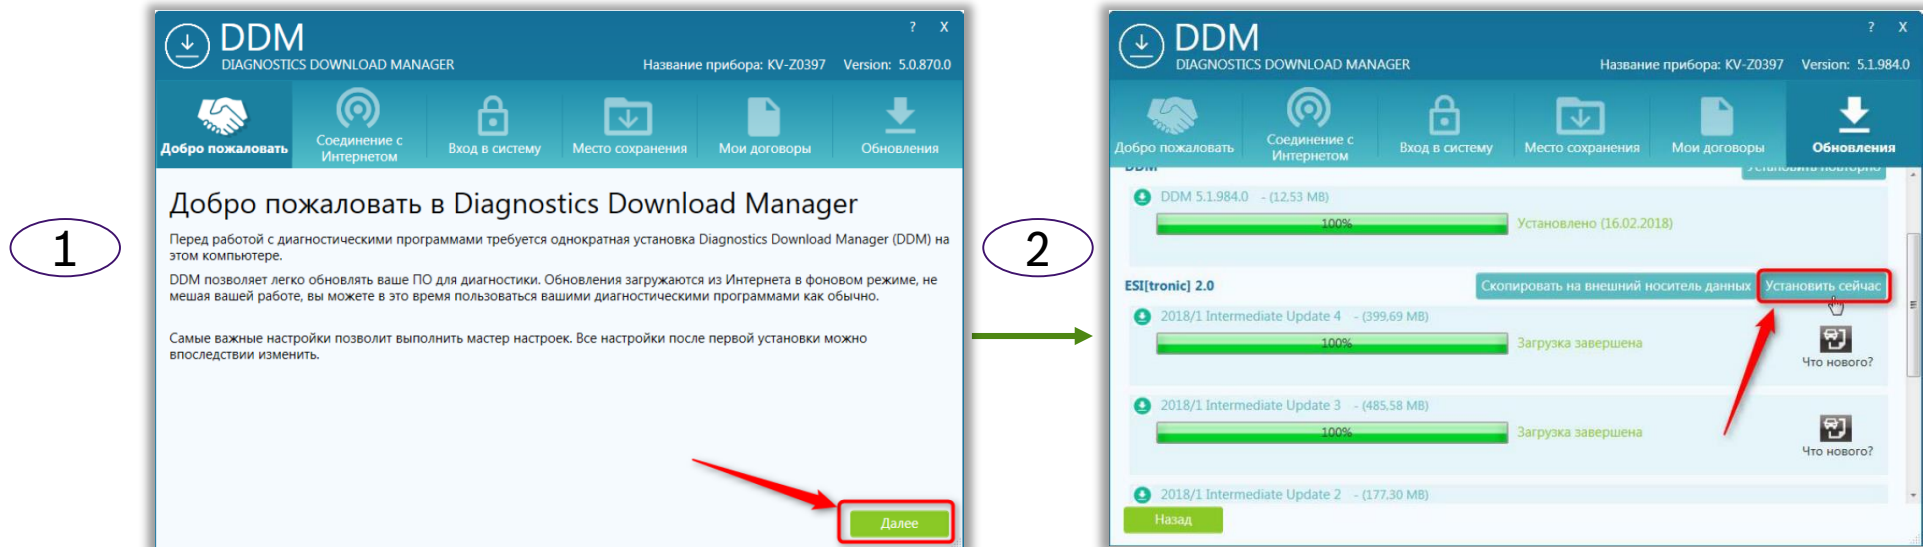 1
DDM
DIAGNOSTICS DOWNLOAD MANAGER
? X
Название прибора: KV-Z0397 Version: 5.0.870.0
Добро пожаловать
Соединение с
Интернетом
Вход в систему
Место сохранения
Мои договоры
Обновления
Добро пожаловать в Diagnostics Download Manager
Перед работой с диагностическими программами требуется однократная установка Diagnostics Download Manager (DDM) на
этом компьютере.
DDM позволяет легко обновлять ваше ПО для диагностики. Обновления загружаются из Интернета в фоновом режиме, не
мешая вашей работе, вы можете в это время пользоваться вашими диагностическими программами как обычно.
Самые важные настройки позволит выполнить мастер настроек. Все настройки после первой установки можно
впоследствии изменить.
Далее
2
DDM
DIAGNOSTICS DOWNLOAD MANAGER
? X
Название прибора: KV-Z0397 Version: 5.1.984.0
Добро пожаловать
Соединение с
Интернетом
Вход в систему
Место сохранения
Мои договоры
Обновления
DDM
Установить повторно
DDM 5.1.984.0 - (12,53 MB)
100%
Установлено (16.02.2018)
ESI[tronic] 2.0
Скопировать на внешний носитель данных
Установить сейчас
2018/1 Intermediate Update 4 - (399,69 MB)
100%
Загрузка завершена
Что нового?
2018/1 Intermediate Update 3 - (485,58 MB)
100%
Загрузка завершена
Что нового?
2018/1 Intermediate Update 2 - (177,30 MB)
Назад